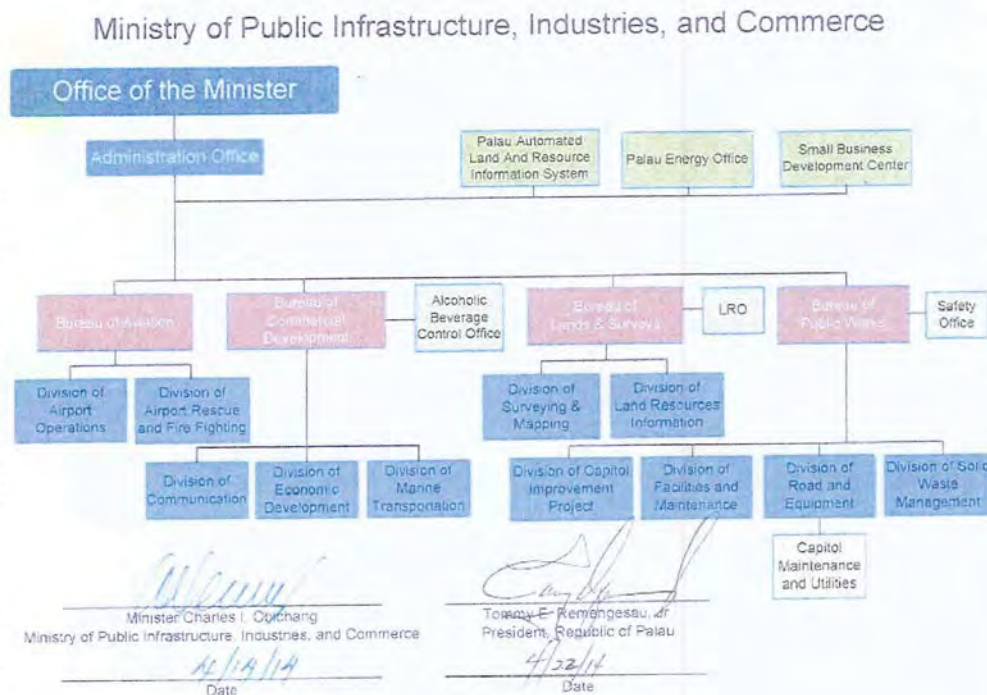 Ministry of Public Infrastructure, Industries, and Commerce
Office of the Minister
Administration Office
Palau Automated
Land And Resource
Information System
Palau Energy Office
Small Business
Development Center
Bureau of Aviation
Bureau of
Commercial
Development
Alcoholic
Beverage
Control Office
Bureau of
Lands & Surveys
LRO
Bureau of
Public Works
Safety
Office
Division of
Airport
Operations
Division of
Airport Rescue
and Fire Fighting
Division of
Surveying &
Mapping
Division of
Land Resources
Information
Division of
Communication
Division of
Economic
Development
Division of
Marine
Transportation
Division of Capitol
Improvement
Project
Division of
Facilities and
Maintenance
Division of
Road and
Equipment
Division of Solid
Waste
Management
Capitol
Maintenance
and Utilities
Minister Charles I. Obichang
Ministry of Public Infrastructure, Industries, and Commerce
4/14/14
Date
Tommy E. Remengesau, Jr
President, Republic of Palau
4/22/14
Date